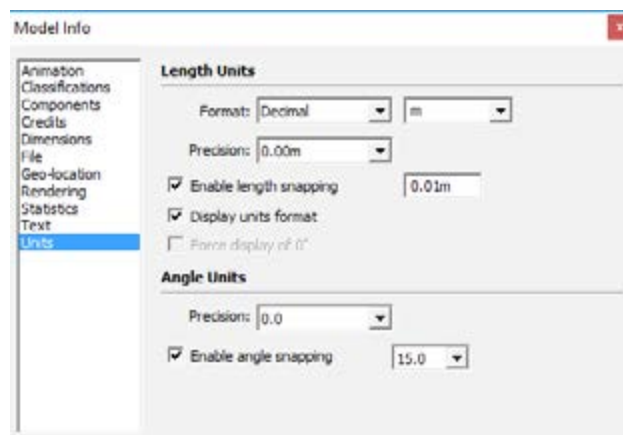 Model Info
x
Animation
Classifications
Components
Credits
Dimensions
File
Geo-location
Rendering
Statistics
Text
Units
Length Units
Format: Decimal m
Precision: 0.00m
Enable length snapping 0.01m
Display units format
Force display of 0"
Angle Units
Precision: 0.0
Enable angle snapping 15.0